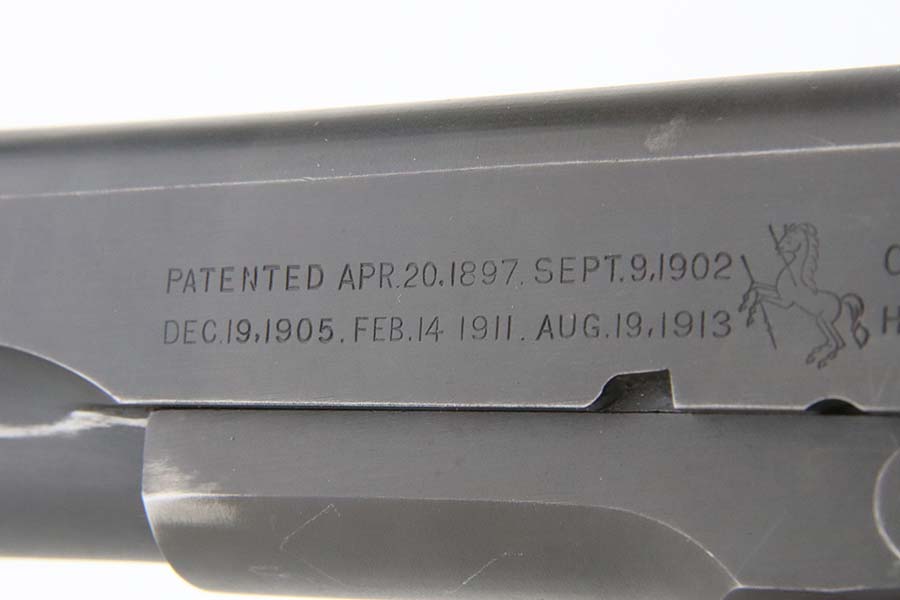 PATENTED APR.20,1897. SEPT.9,1902
DEC.19,1905. FEB.14 1911. AUG.19,1913